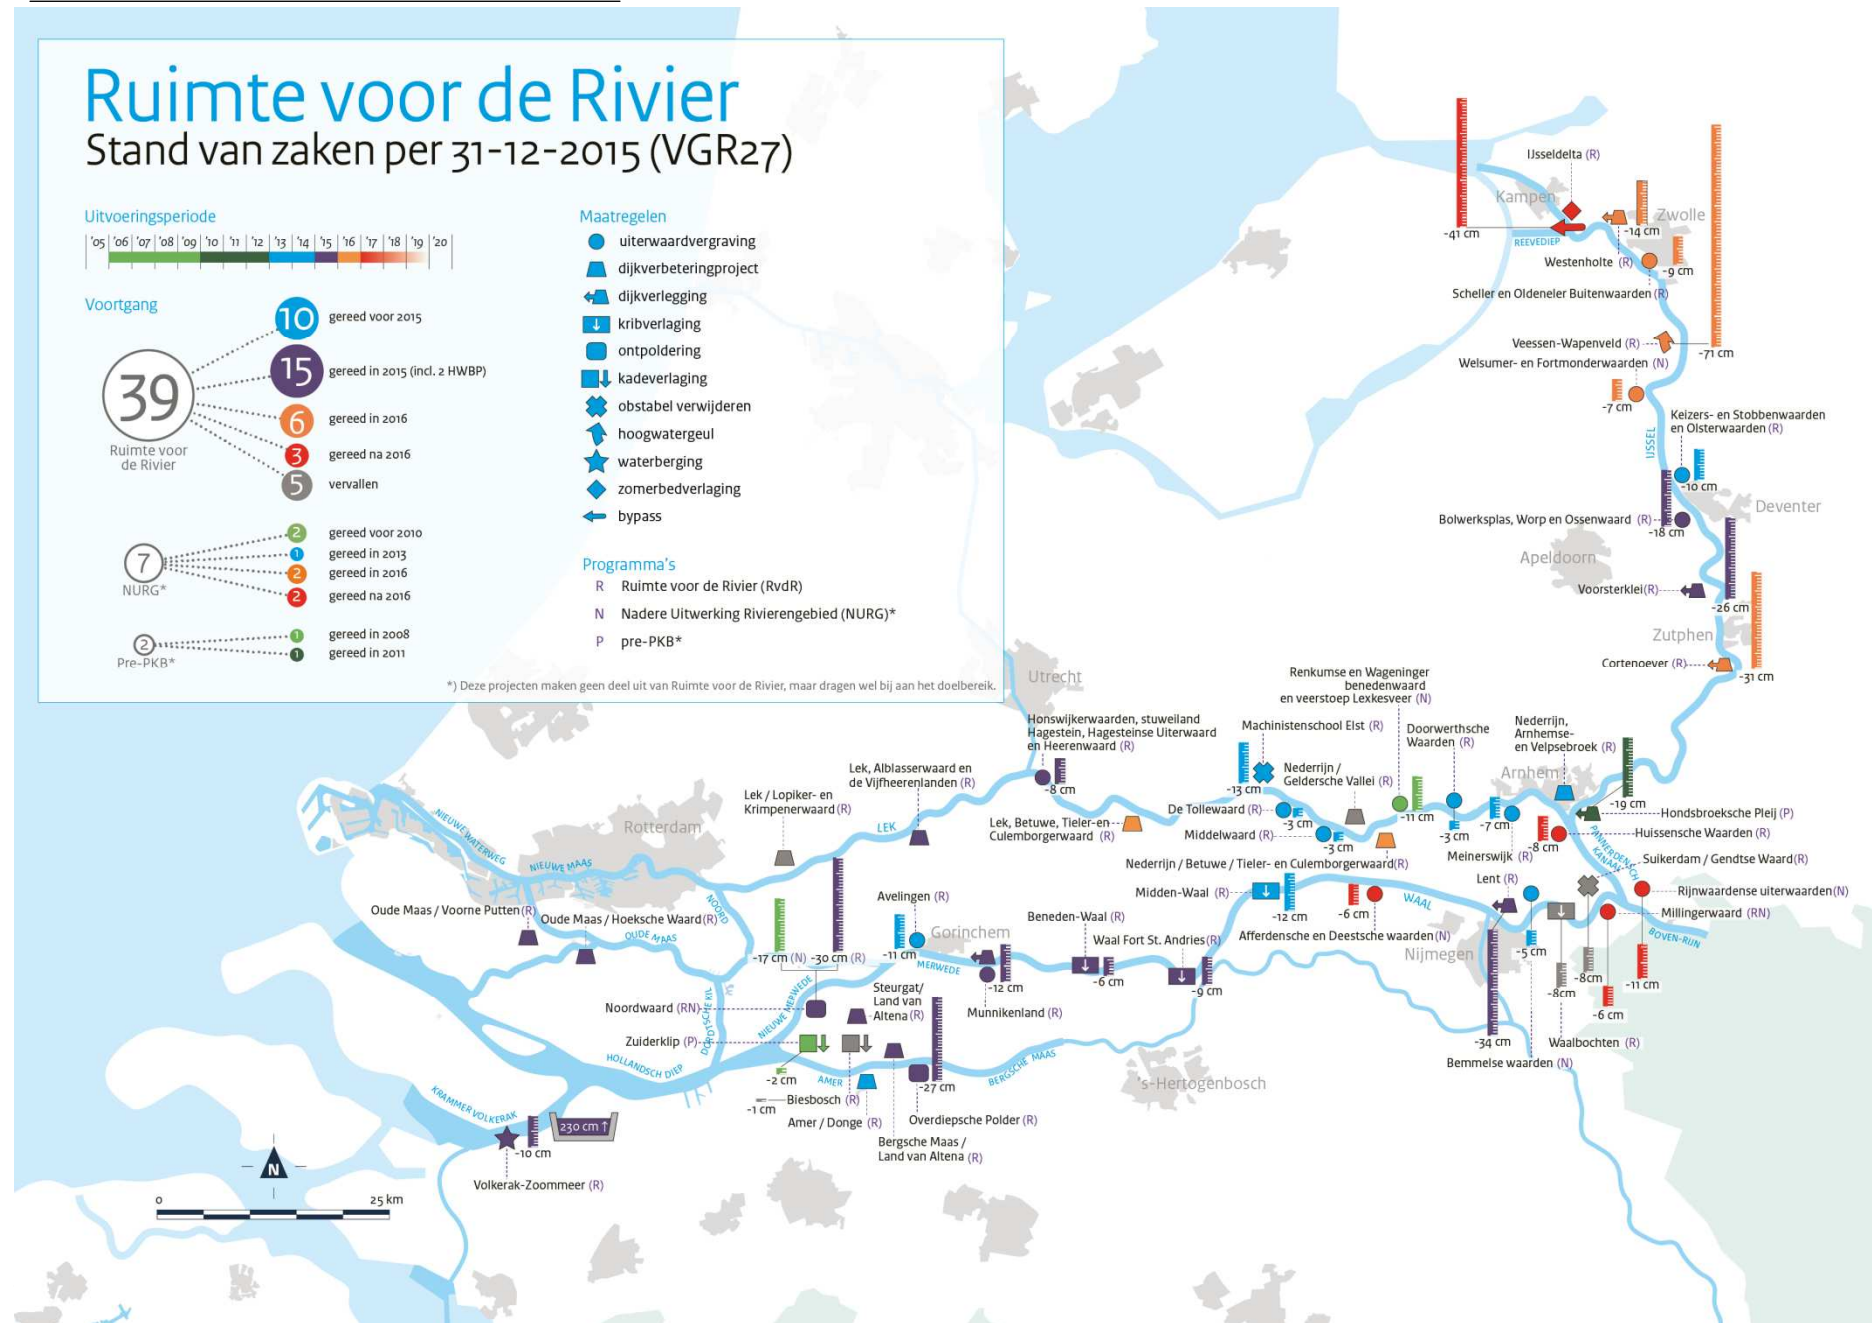 Ruimte voor de Rivier
Stand van zaken per 31-12-2015 (VGR27)
Uitvoeringsperiode
'05 '06 '07 '08 '09 '10 '11 '12 '13 '14 '15 '16 '17 '18 '19 '20
Voortgang
39
Ruimte voor
de Rivier
10 gereed voor 2015
15 gereed in 2015 (incl. 2 HWBP)
6 gereed in 2016
3 gereed na 2016
5 vervallen
7
NURG*
2 gereed voor 2010
1 gereed in 2013
2 gereed in 2016
2 gereed na 2016
2
Pre-PKB*
1 gereed in 2008
1 gereed in 2011
Maatregelen
uiterwaardvergraving
dijkverbeteringproject
dijkverlegging
kribverlaging
ontpoldering
kadeverlaging
obstabel verwijderen
hoogwatergeul
waterberging
zomerbedverlaging
bypass
Programma's
R Ruimte voor de Rivier (RvdR)
N Nadere Uitwerking Rivierengebied (NURG)*
P pre-PKB*
*) Deze projecten maken geen deel uit van Ruimte voor de Rivier, maar dragen wel bij aan het doelbereik.
IJsseldelta (R)
Kampen
-41 cm
REEVEDIEP
Zwolle
-14 cm
Westenholte (R)
-9 cm
Scheller en Oldeneler Buitenwaarden (R)
Veessen-Wapenveld (R)
-71 cm
Welsumer- en Fortmonderwaarden (N)
-7 cm
Keizers- en Stobbenwaarden
en Olsterwaarden (R)
IJSSEL
-10 cm
Deventer
Bolwerksplas, Worp en Ossenwaard (R)
-18 cm
Apeldoorn
Voorsterklei(R)
-26 cm
Zutphen
Cortenoever (R)
-31 cm
Utrecht
Renkumse en Wageninger
benedenwaard
en veerstoep Lexkesveer (N)
Honswijkerwaarden, stuweiland
Hagestein, Hagesteinse Uiterwaard
en Heerenwaard (R)
-8 cm
Machinistenschool Elst (R)
-13 cm
Doorwerthsche
Waarden (R)
Nederrijn,
Arnhemse-
en Velpsebroek (R)
Arnhem
-19 cm
Nederrijn /
Geldersche Vallei (R)
Lek, Alblasserwaard en
de Vijfheerenlanden (R)
Lek / Lopiker- en
Krimpenerwaard (R)
Rotterdam
LEK
NIEUWE WATERWEG
NIEUWE MAAS
Lek, Betuwe, Tieler- en
Culemborgerwaard (R)
De Tollewaard (R)
-3 cm
Middelwaard (R)
-3 cm
-11 cm
-3 cm
-7 cm
Meinerswijk (R)
-8 cm
Hondsbroeksche Pleij (P)
Huissensche Waarden (R)
PANNERDENSCH
KANAAL
Suikerdam / Gendtse Waard(R)
Nederrijn / Betuwe / Tieler- en Culemborgerwaard(R)
Midden-Waal (R)
-12 cm
-6 cm
WAAL
Lent (R)
Rijnwaardense uiterwaarden(N)
Millingerwaard (RN)
BOVEN-RIJN
Afferdensche en Deestsche waarden(N)
Nijmegen
-5 cm
-8cm
-8cm
-11 cm
-6 cm
-34 cm
Waalbochten (R)
Bemmelse waarden (N)
Oude Maas / Voorne Putten(R)
Oude Maas / Hoeksche Waard(R)
OUDE MAAS
NOORD
Avelingen (R)
Gorinchem
-17 cm (N)
-30 cm (R)
-11 cm
MERWEDE
-12 cm
Munnikenland (R)
Beneden-Waal (R)
-6 cm
Waal Fort St. Andries(R)
-9 cm
Noordwaard (RN)
NIEUWE MERWEDE
Steurgat/
Land van
Altena (R)
DORDTSCHE KIL
Zuiderklip (P)
-2 cm
HOLLANDSCH DIEP
AMER
-1 cm
Biesbosch (R)
Amer / Donge (R)
-27 cm
BERGSCHE MAAS
Overdiepsche Polder (R)
Bergsche Maas /
Land van Altena (R)
's-Hertogenbosch
KRAMMER VOLKERAK
230 cm ↑
-10 cm
Volkerak-Zoommeer (R)
N
0 25 km